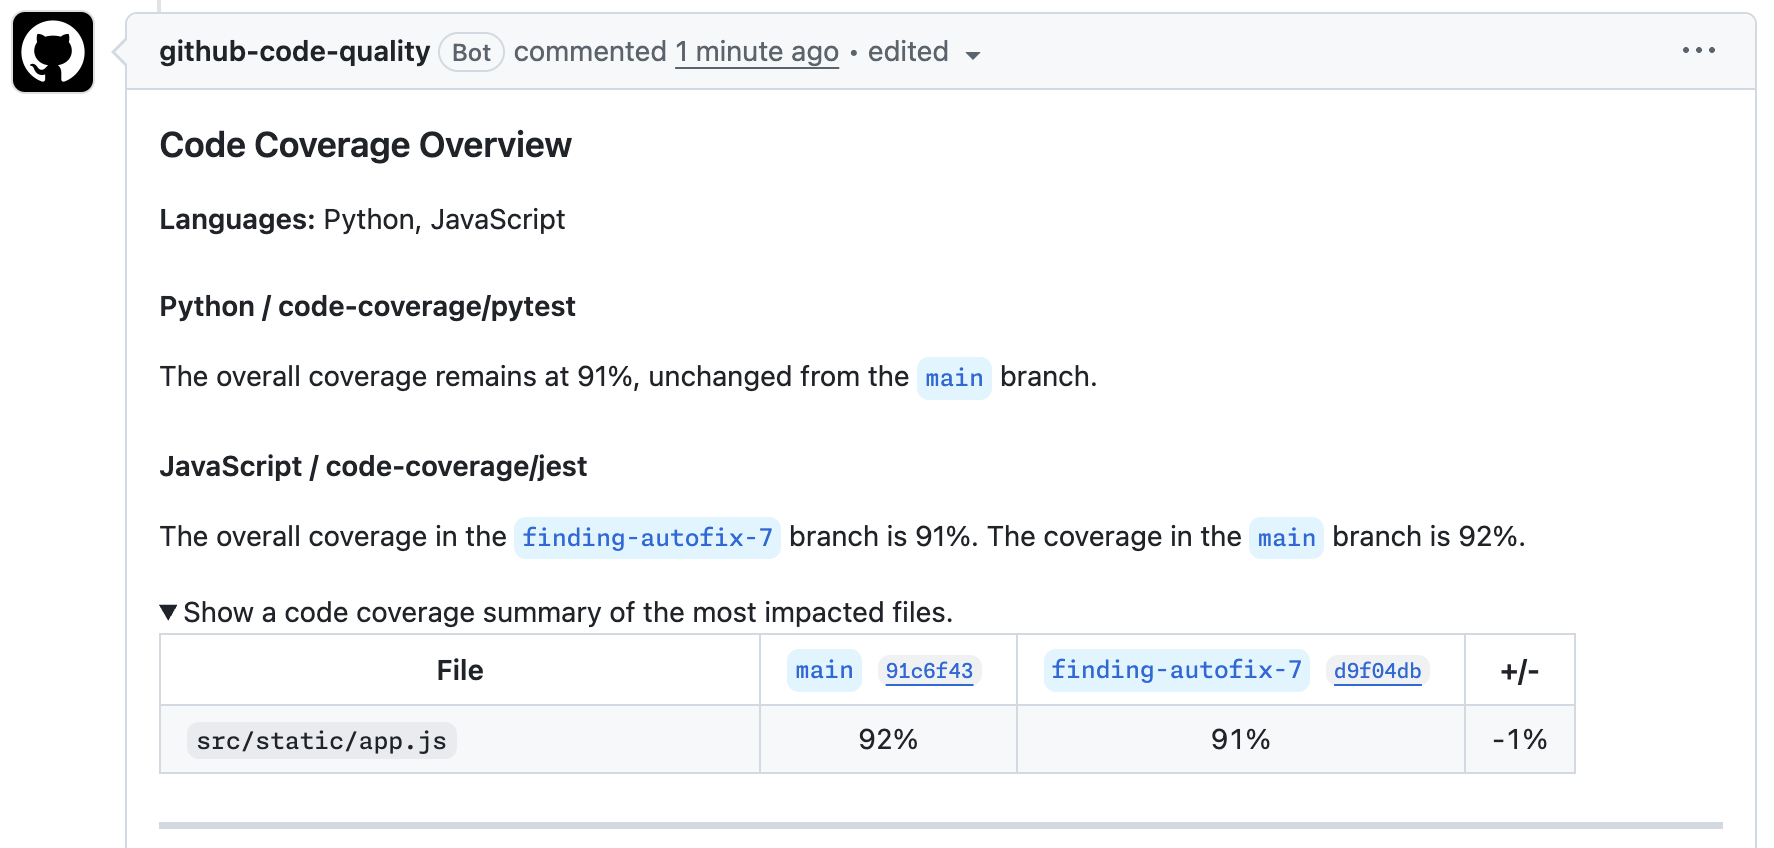 github-code-quality Bot commented 1 minute ago • edited
Code Coverage Overview
Languages: Python, JavaScript
Python / code-coverage/pytest
The overall coverage remains at 91%, unchanged from the main branch.
JavaScript / code-coverage/jest
The overall coverage in the finding-autofix-7 branch is 91%. The coverage in the main branch is 92%.
Show a code coverage summary of the most impacted files.
File main 91c6f43 finding-autofix-7 d9f04db +/-
src/static/app.js 92% 91% -1%